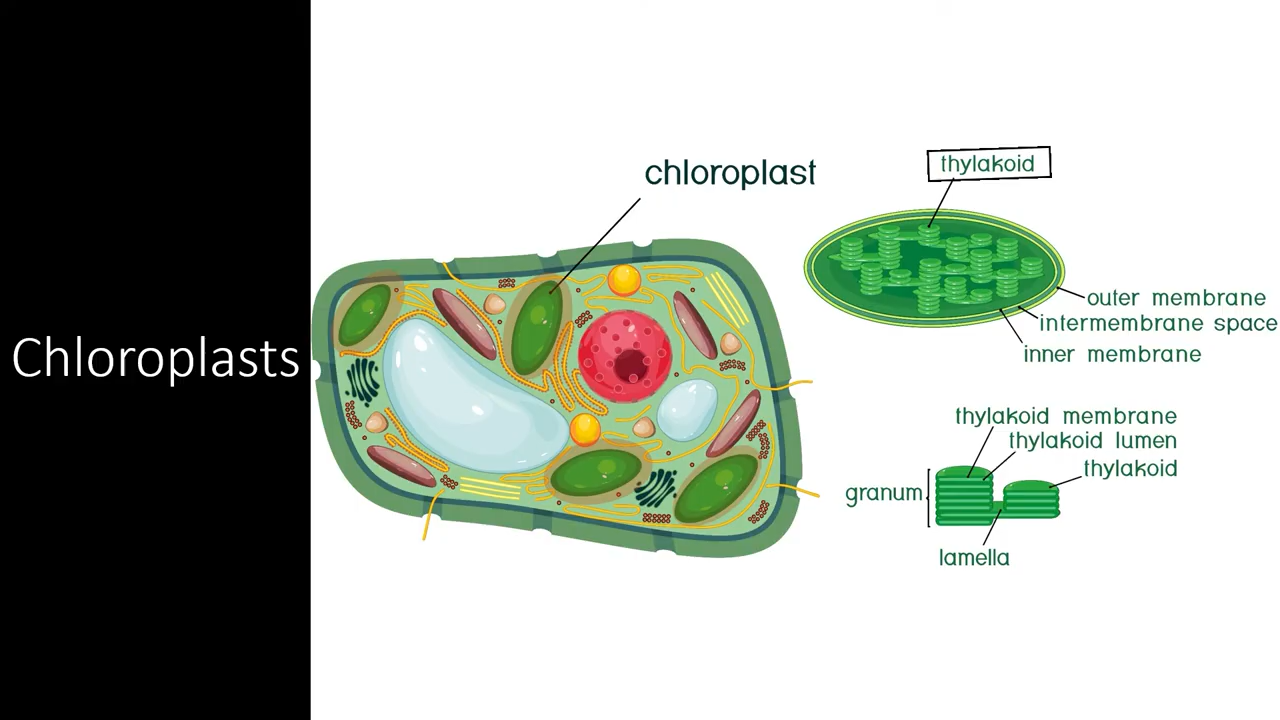 Chloroplasts
chloroplast
thylakoid
outer membrane
intermembrane space
inner membrane
thylakoid membrane
thylakoid lumen
thylakoid
granum
lamella